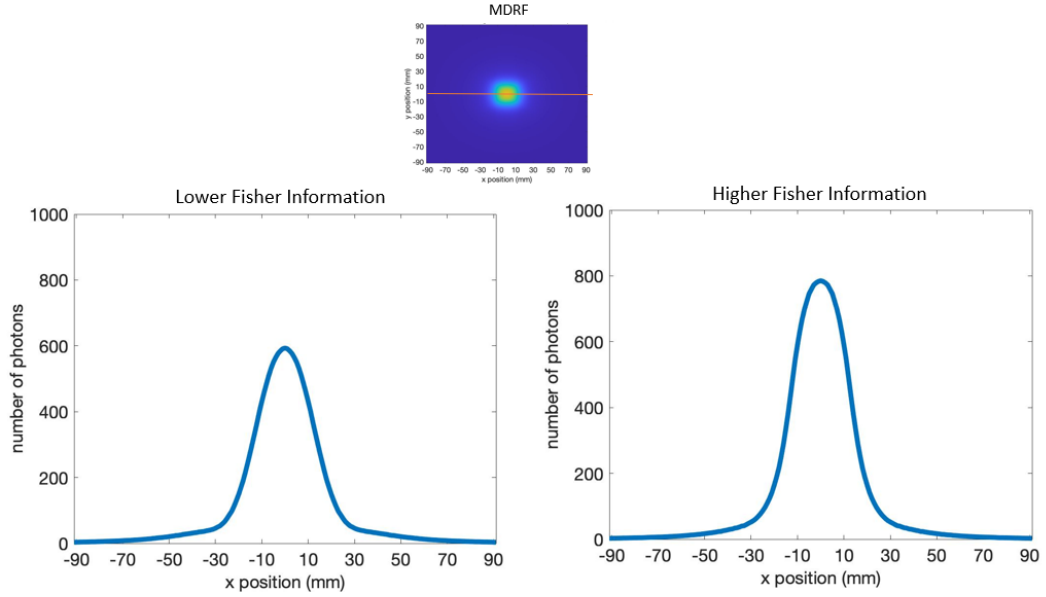 MDRF
90
70
50
30
10
-10
-30
-50
-70
-90
y position (mm)
-90 -70 -50 -30 -10 10 30 50 70 90
x position (mm)
Lower Fisher Information
1000
800
600
400
200
0
number of photons
-90 -70 -50 -30 -10 10 30 50 70 90
x position (mm)
Higher Fisher Information
1000
800
600
400
200
0
number of photons
-90 -70 -50 -30 -10 10 30 50 70 90
x position (mm)